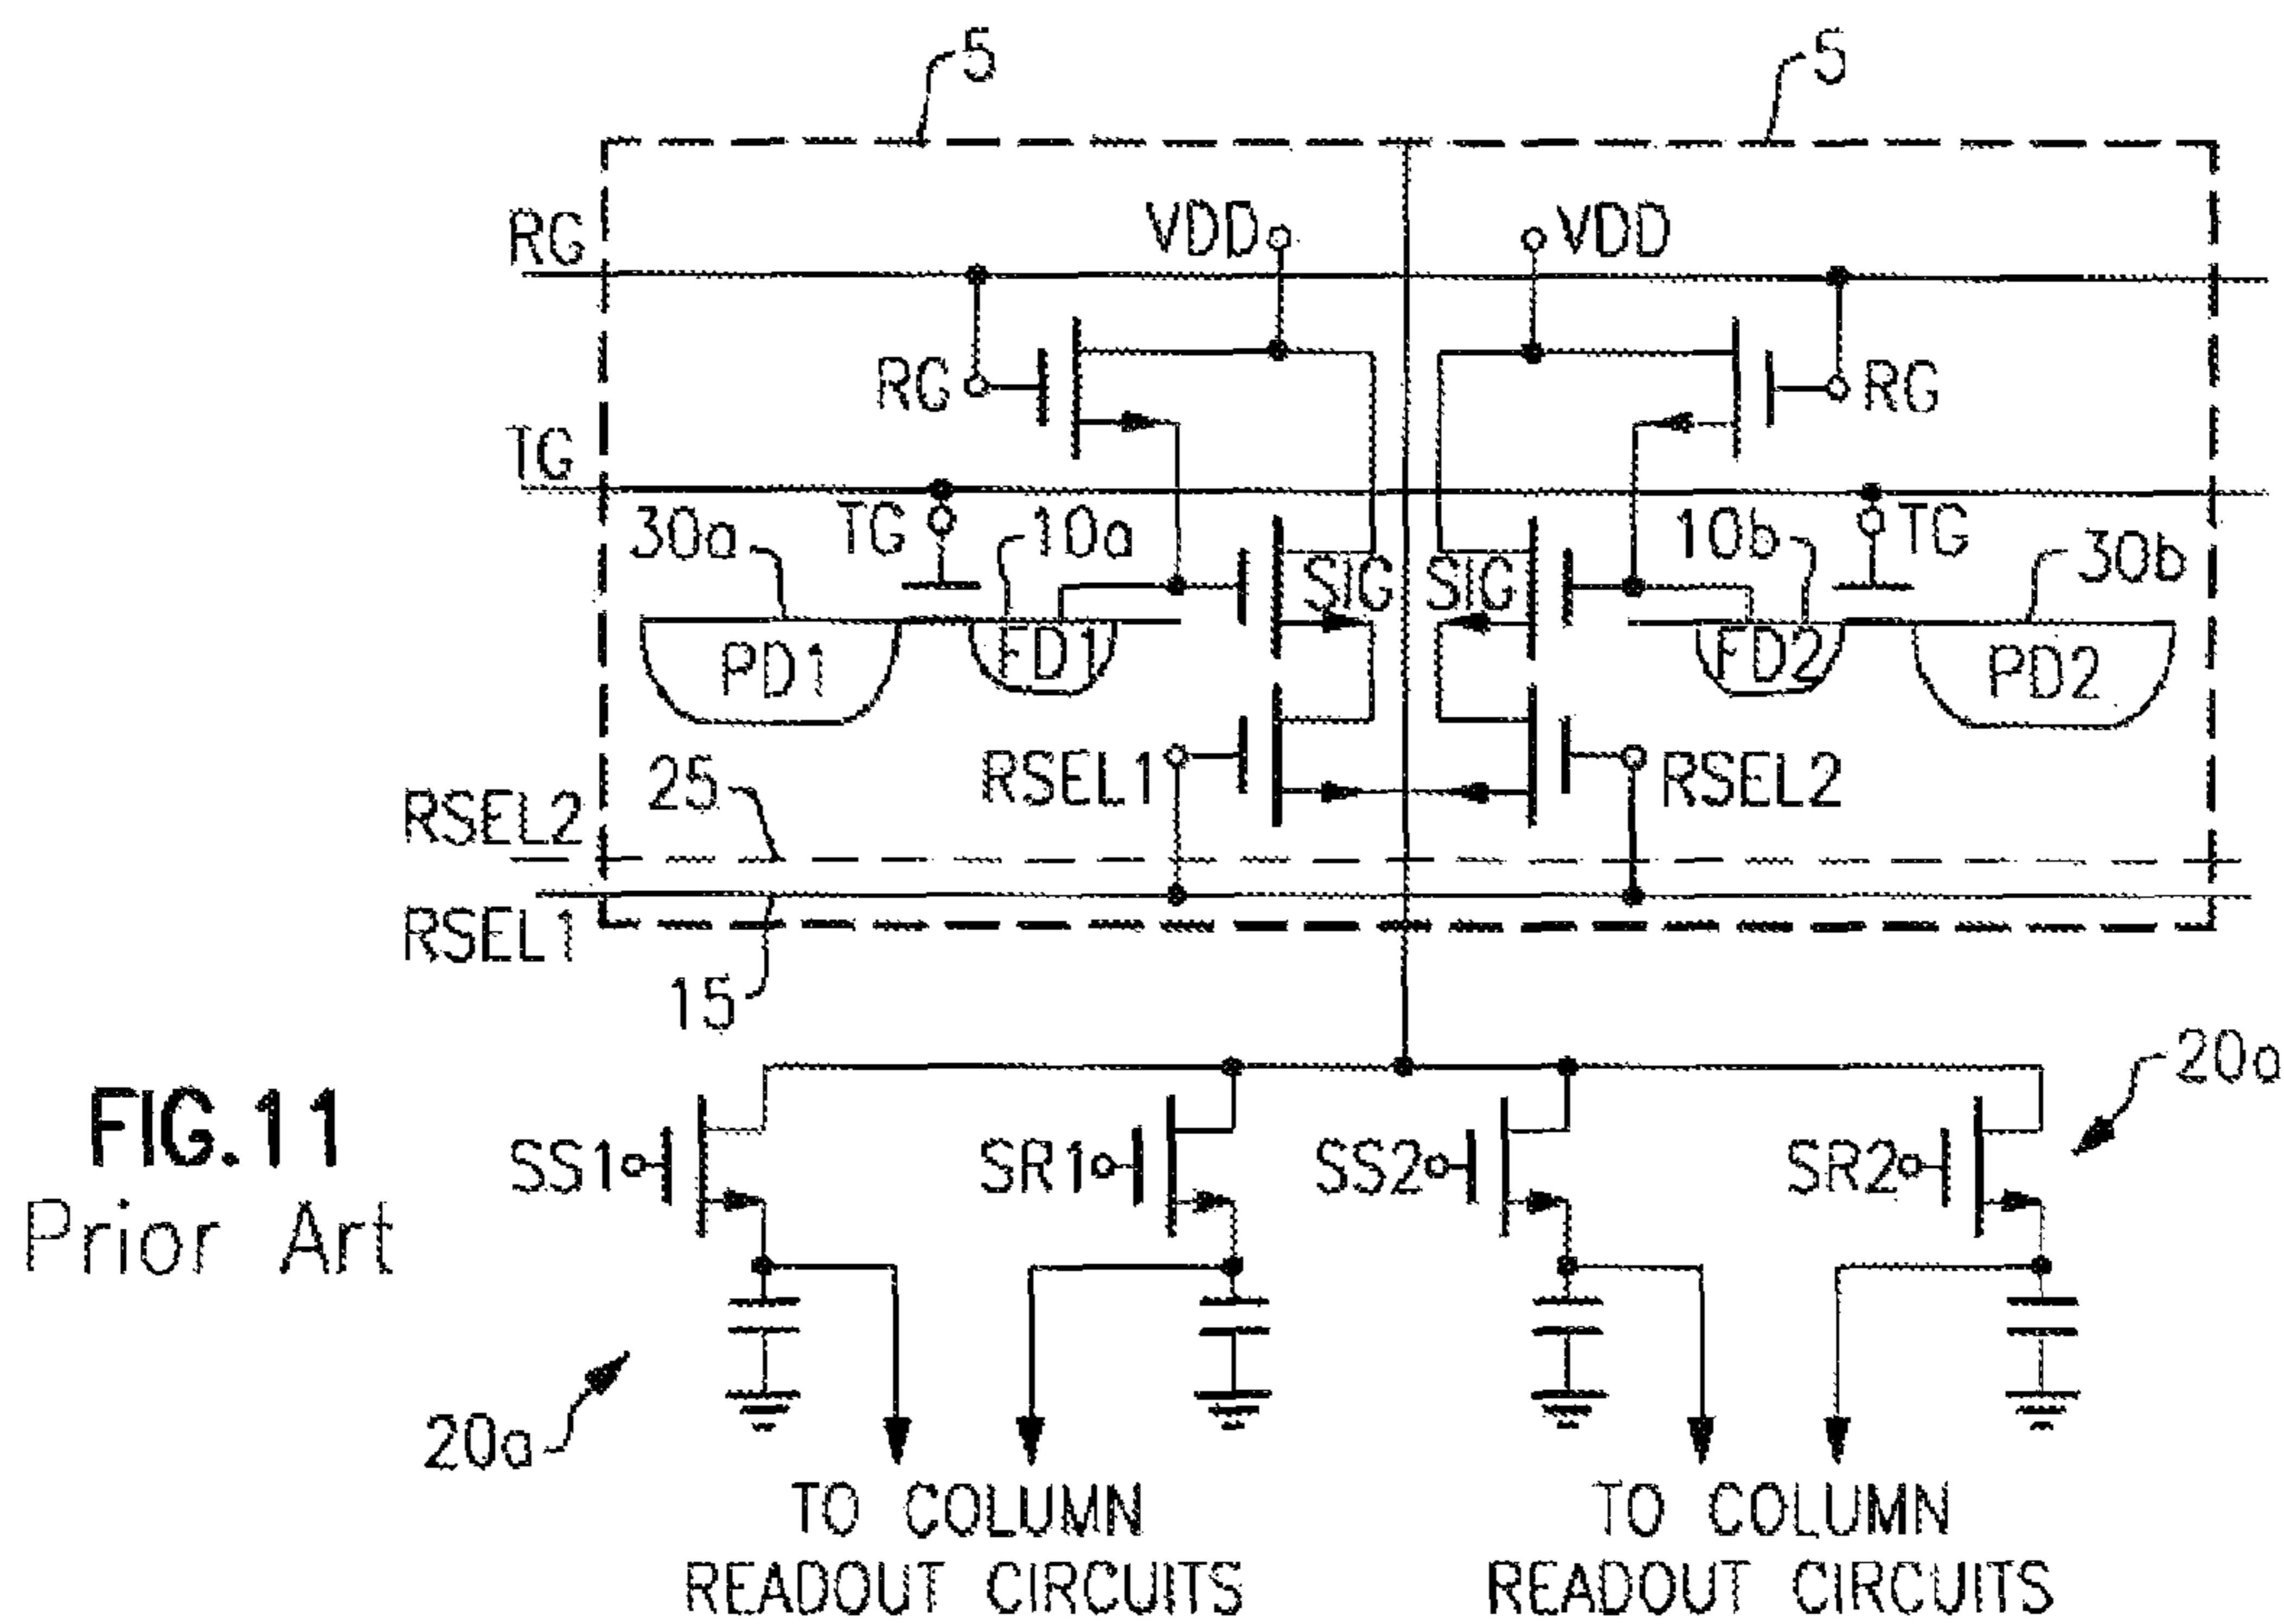 5 5
RG VDD VDD
RG RG
TG
30a TG 10a SIG SIG 10b TG 30b
PD1 FD1 FD2 PD2
RSEL1 RSEL2
RSEL2 25
RSEL1
15
20a
FIG.11
Prior Art
SS1 SR1 SS2 SR2
20a
TO COLUMN
READOUT CIRCUITS
TO COLUMN
READOUT CIRCUITS